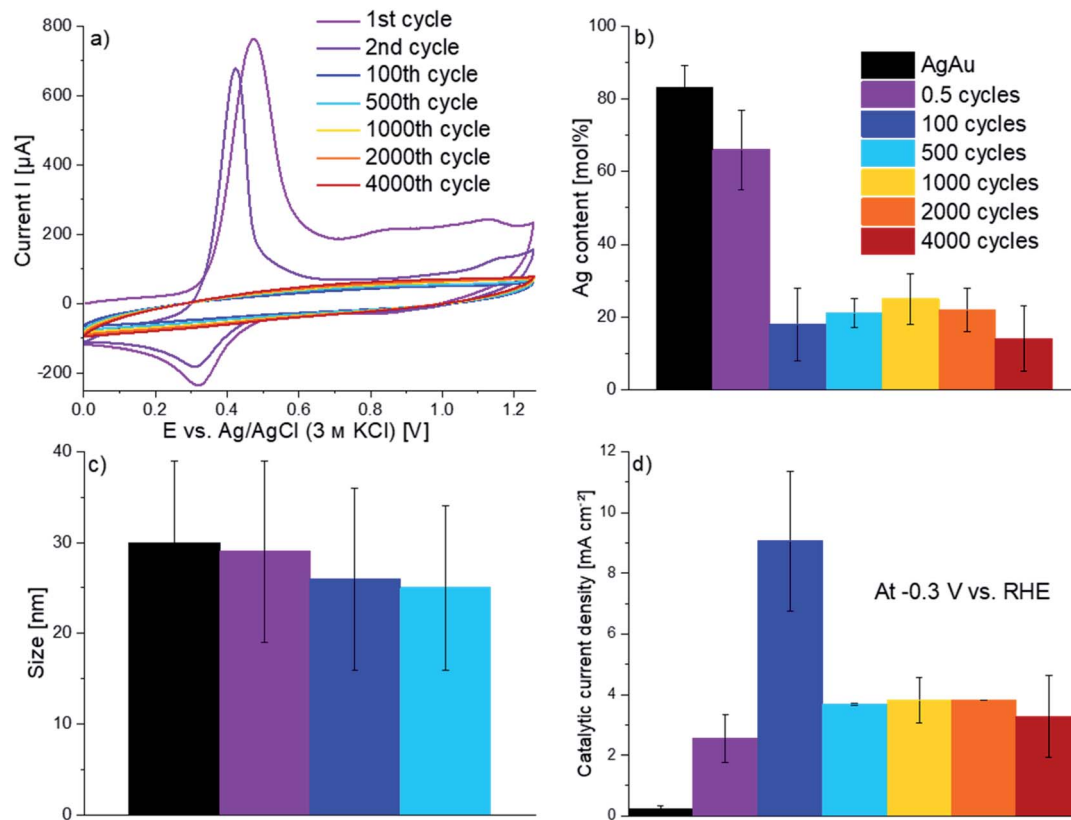 a)
1st cycle
2nd cycle
100th cycle
500th cycle
1000th cycle
2000th cycle
4000th cycle
Current I [µA]
800
600
400
200
0
-200
0.0 0.2 0.4 0.6 0.8 1.0 1.2
E vs. Ag/AgCl (3 м KCl) [V]
b)
AgAu
0.5 cycles
100 cycles
500 cycles
1000 cycles
2000 cycles
4000 cycles
Ag content [mol%]
100
80
60
40
20
0
c)
Size [nm]
40
30
20
10
0
d)
At -0.3 V vs. RHE
Catalytic current density [mA cm⁻²]
12
10
8
6
4
2
0